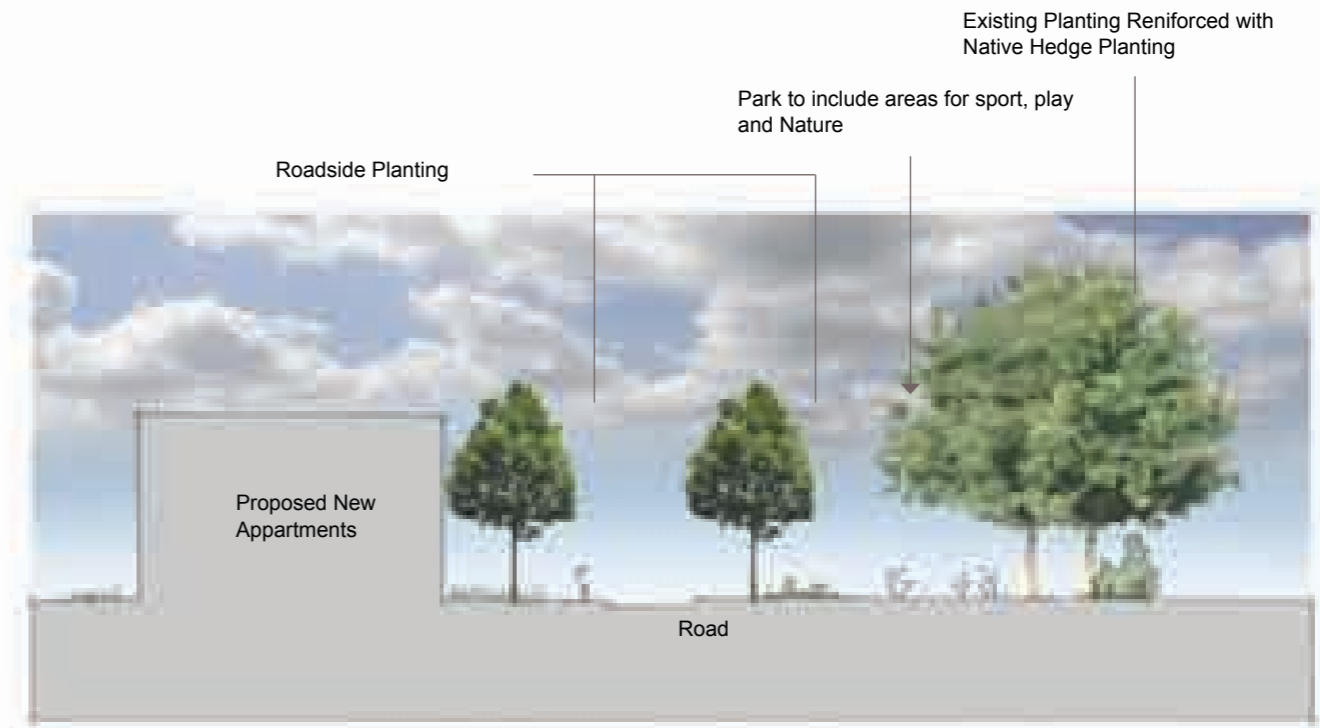 Existing Planting Reniforced with
Native Hedge Planting
Park to include areas for sport, play
and Nature
Roadside Planting
Proposed New
Appartments
Road